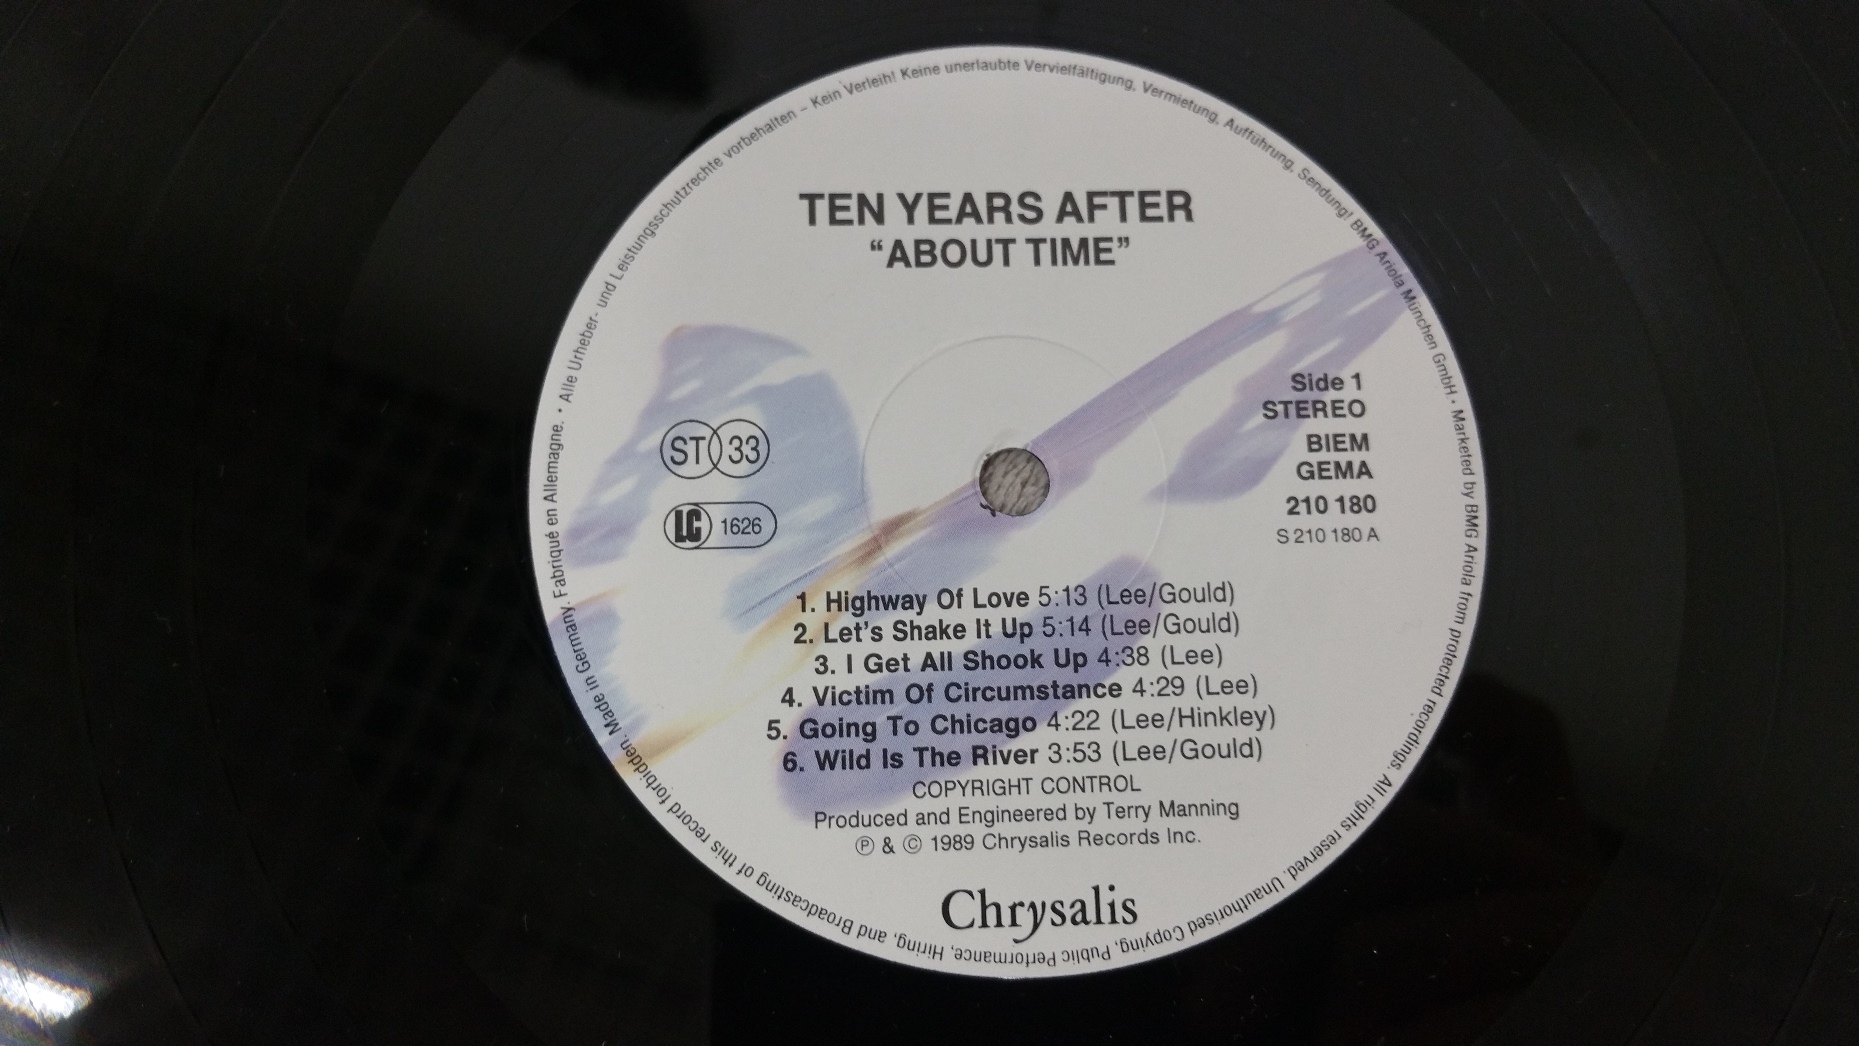 TEN YEARS AFTER
“ABOUT TIME”
Side 1
STEREO
BIEM
GEMA
210 180
S 210 180 A
ST 33
LC 1626
1. Highway Of Love 5:13 (Lee/Gould)
2. Let's Shake It Up 5:14 (Lee/Gould)
3. I Get All Shook Up 4:38 (Lee)
4. Victim Of Circumstance 4:29 (Lee)
5. Going To Chicago 4:22 (Lee/Hinkley)
6. Wild Is The River 3:53 (Lee/Gould)
COPYRIGHT CONTROL
Produced and Engineered by Terry Manning
Ⓟ & © 1989 Chrysalis Records Inc.
Chrysalis
• Alle Urheber- und Leistungsschutzrechte vorbehalten – Kein Verleih! Keine unerlaubte Vervielfältigung, Vermietung, Aufführung, Sendung! BMG Ariola München GmbH. • Marketed by BMG Ariola from protected recordings. All rights reserved. Unauthorised Copying, Public Performance, Hiring, and Broadcasting of this record forbidden. Made in Germany. Fabriqué en Allemagne.